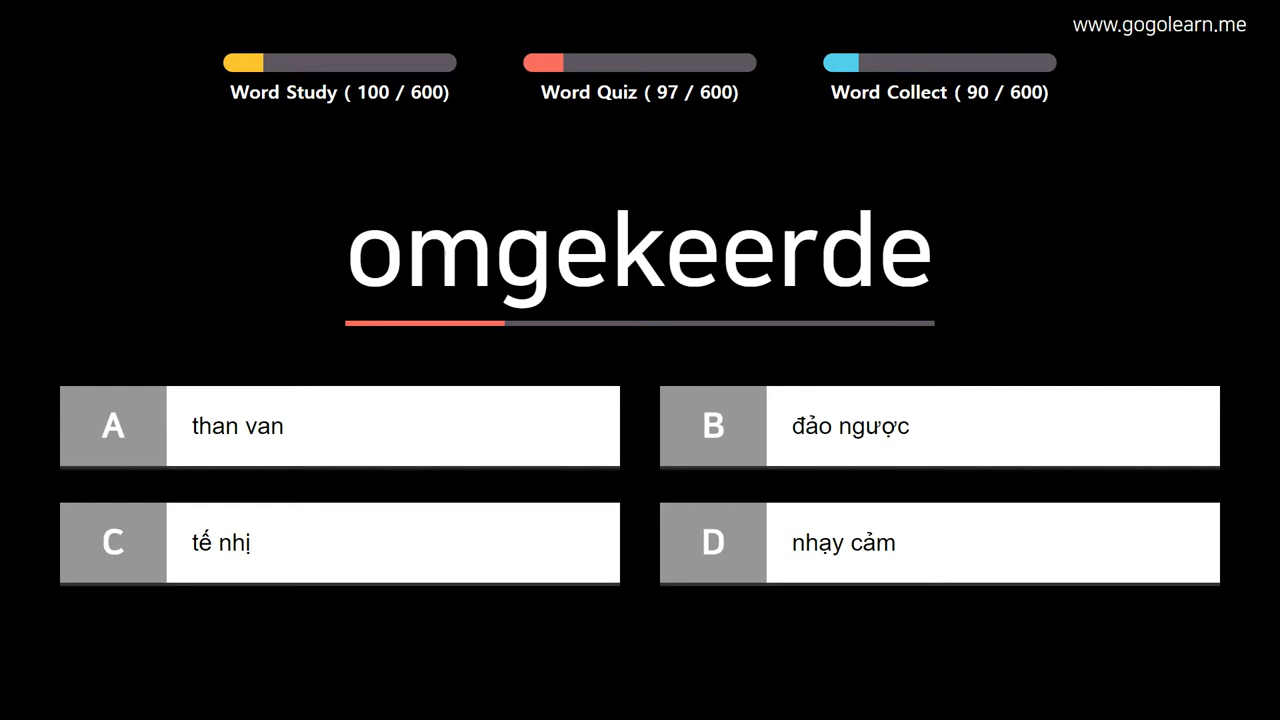 www.gogolearn.me
Word Study ( 100 / 600)
Word Quiz ( 97 / 600)
Word Collect ( 90 / 600)
omgekeerde
A than van
B đảo ngược
C tế nhị
D nhạy cảm